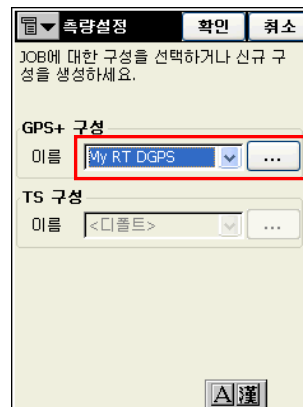 측량설정 확인 취소
JOB에 대한 구성을 선택하거나 신규 구
성을 생성하세요.
GPS+ 구성
이름 My RT DGPS ...
TS 구성
이름 <디폴트> ...
A 漢